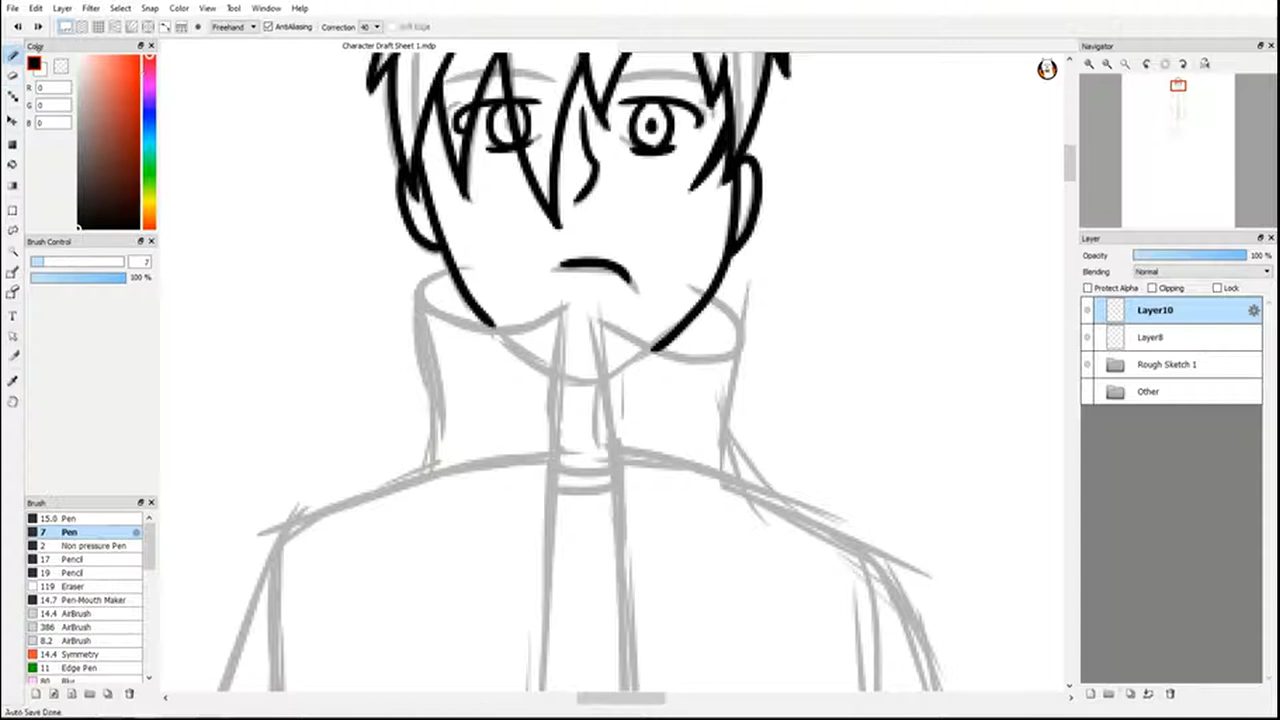 File Edit Layer Filter Select Snap Color View Tool Window Help
Freehand AntiAliasing Correction 40 Soft Edge
Color
Character Draft Sheet 1.mdp
Navigator
R 0
G 0
B 0
Brush Control
7
100 %
Layer
Opacity 100 %
Blending Normal
Protect Alpha Clipping Lock
Layer10
Layer8
Rough Sketch 1
Other
Brush
15.0 Pen
7 Pen
2 Non pressure Pen
17 Pencil
19 Pencil
119 Eraser
14.7 Pen-Mouth Maker
14.4 AirBrush
386 AirBrush
8.2 AirBrush
14.4 Symmetry
11 Edge Pen
80 Blur
Auto Save Done.